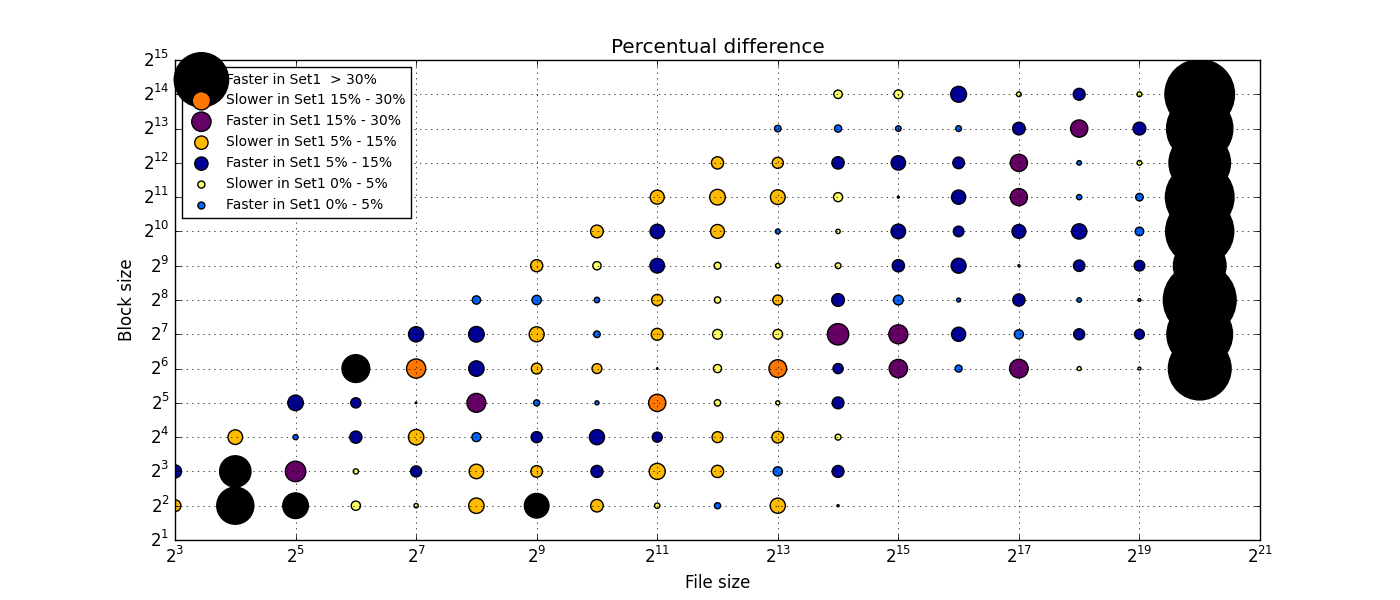 Percentual difference
Faster in Set1  > 30%
Slower in Set1 15% - 30%
Faster in Set1 15% - 30%
Slower in Set1 5% - 15%
Faster in Set1 5% - 15%
Slower in Set1 0% - 5%
Faster in Set1 0% - 5%
Block size
2^15
2^14
2^13
2^12
2^11
2^10
2^9
2^8
2^7
2^6
2^5
2^4
2^3
2^2
2^1
2^3 2^5 2^7 2^9 2^11 2^13 2^15 2^17 2^19 2^21
File size